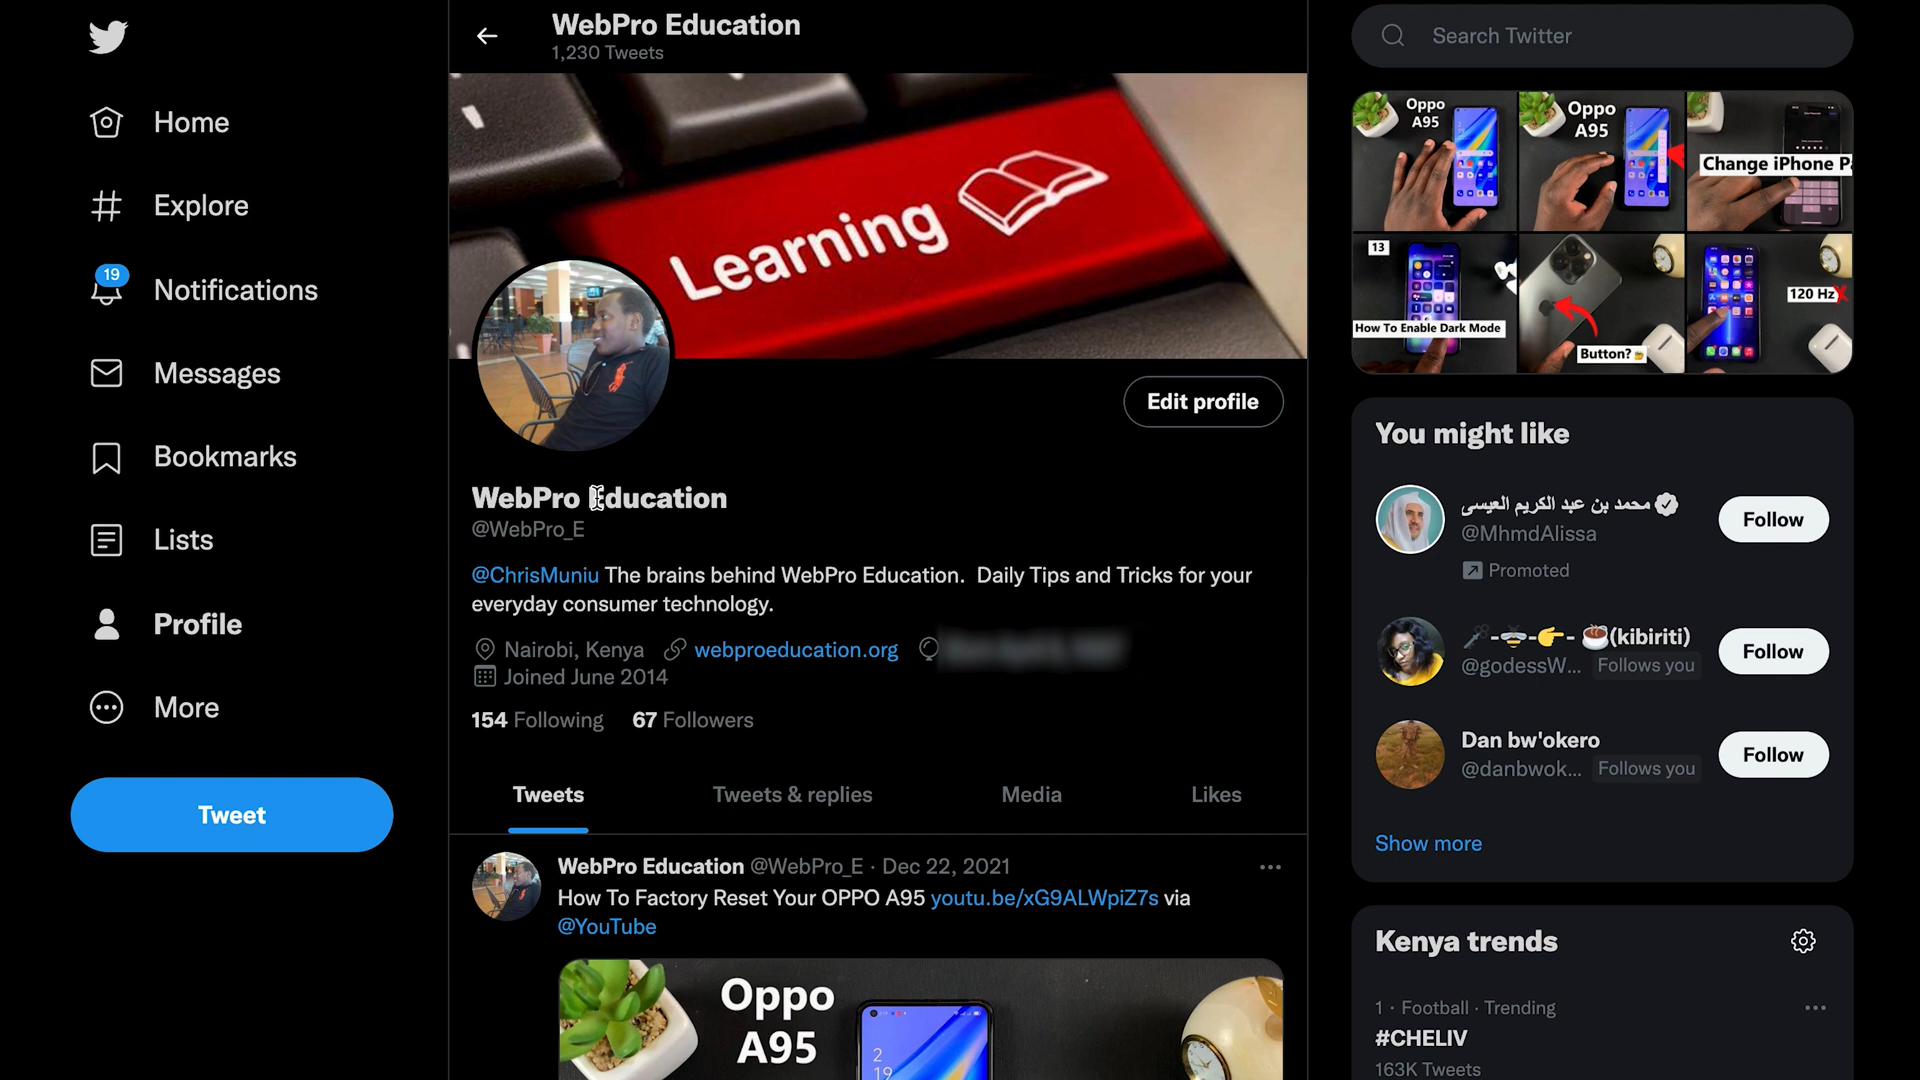 Home
Explore
19
Notifications
Messages
Bookmarks
Lists
Profile
More
Tweet
WebPro Education
1,230 Tweets
Learning
Edit profile
WebPro Education
@WebPro_E
@ChrisMuniu The brains behind WebPro Education. Daily Tips and Tricks for your
everyday consumer technology.
Nairobi, Kenya webproeducation.org
Joined June 2014
154 Following 67 Followers
Tweets Tweets & replies Media Likes
WebPro Education @WebPro_E · Dec 22, 2021
How To Factory Reset Your OPPO A95 youtu.be/xG9ALWpiZ7s via
@YouTube
Oppo
A95
2
19
Search Twitter
Oppo
A95
Oppo
A95
Change iPhone Pa
13
How To Enable Dark Mode
Button?
120 Hz
You might like
محمد بن عبد الكريم العيسى
@MhmdAlissa
Promoted
Follow
🗝-🐝-👉- ☕(kibiriti)
@godessW... Follows you
Follow
Dan bw'okero
@danbwok... Follows you
Follow
Show more
Kenya trends
1 · Football · Trending
#CHELIV
163K Tweets